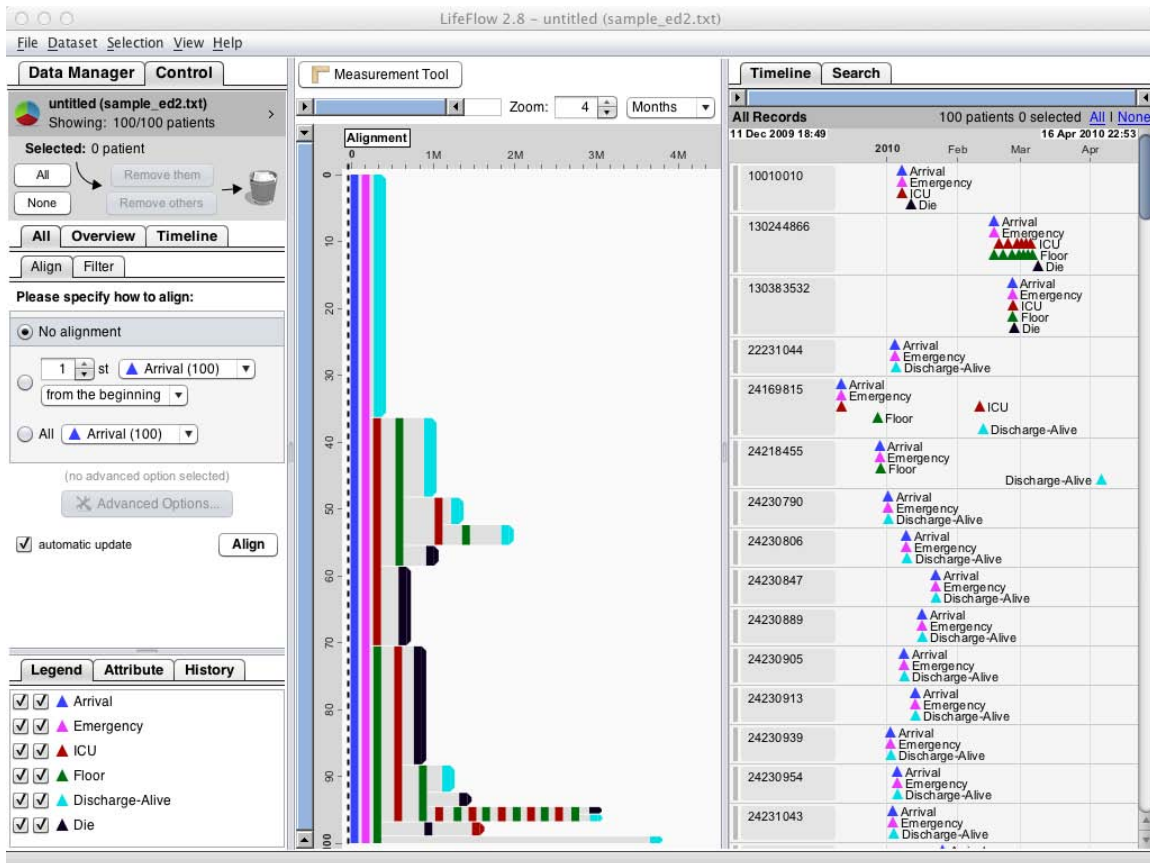 LifeFlow 2.8 – untitled (sample_ed2.txt)
File Dataset Selection View Help
Data Manager Control
untitled (sample_ed2.txt)
Showing: 100/100 patients
Selected: 0 patient
All Remove them
None Remove others
All Overview Timeline
Align Filter
Please specify how to align:
No alignment
1 st Arrival (100)
from the beginning
All Arrival (100)
(no advanced option selected)
Advanced Options...
automatic update Align
Legend Attribute History
Arrival
Emergency
ICU
Floor
Discharge-Alive
Die
Measurement Tool
Zoom: 4 Months
Alignment
0 1M 2M 3M 4M
0
10
20
30
40
50
60
70
80
90
100
Timeline Search
All Records 100 patients 0 selected All | None
11 Dec 2009 18:49 16 Apr 2010 22:53
2010 Feb Mar Apr
10010010
Arrival
Emergency
ICU
Die
130244866
Arrival
Emergency
ICU
Floor
Die
130383532
Arrival
Emergency
ICU
Floor
Die
22231044
Arrival
Emergency
Discharge-Alive
24169815
Arrival
Emergency
ICU
Floor
Discharge-Alive
24218455
Arrival
Emergency
Floor
Discharge-Alive
24230790
Arrival
Emergency
Discharge-Alive
24230806
Arrival
Emergency
Discharge-Alive
24230847
Arrival
Emergency
Discharge-Alive
24230889
Arrival
Emergency
Discharge-Alive
24230905
Arrival
Emergency
Discharge-Alive
24230913
Arrival
Emergency
Discharge-Alive
24230939
Arrival
Emergency
Discharge-Alive
24230954
Arrival
Emergency
Discharge-Alive
24231043
Arrival
Emergency
Discharge-Alive